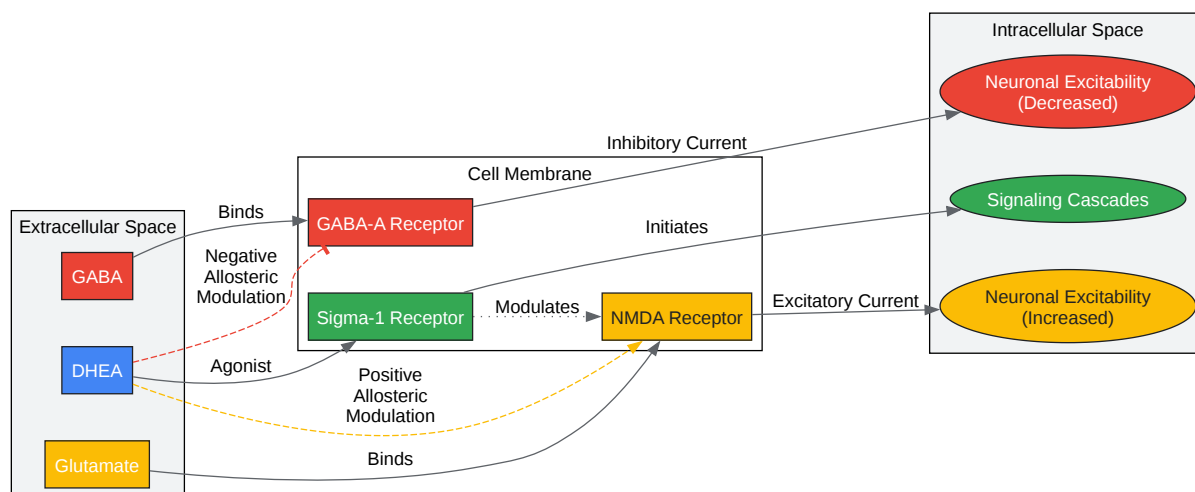 Intracellular Space
Neuronal Excitability
(Decreased)
Inhibitory Current
Cell Membrane
Extracellular Space
Binds
GABA-A Receptor
Initiates
Signaling Cascades
GABA
Negative
Allosteric
Modulation
Sigma-1 Receptor
Modulates
NMDA Receptor
Excitatory Current
Neuronal Excitability
(Increased)
DHEA
Agonist
Positive
Allosteric
Modulation
Glutamate
Binds